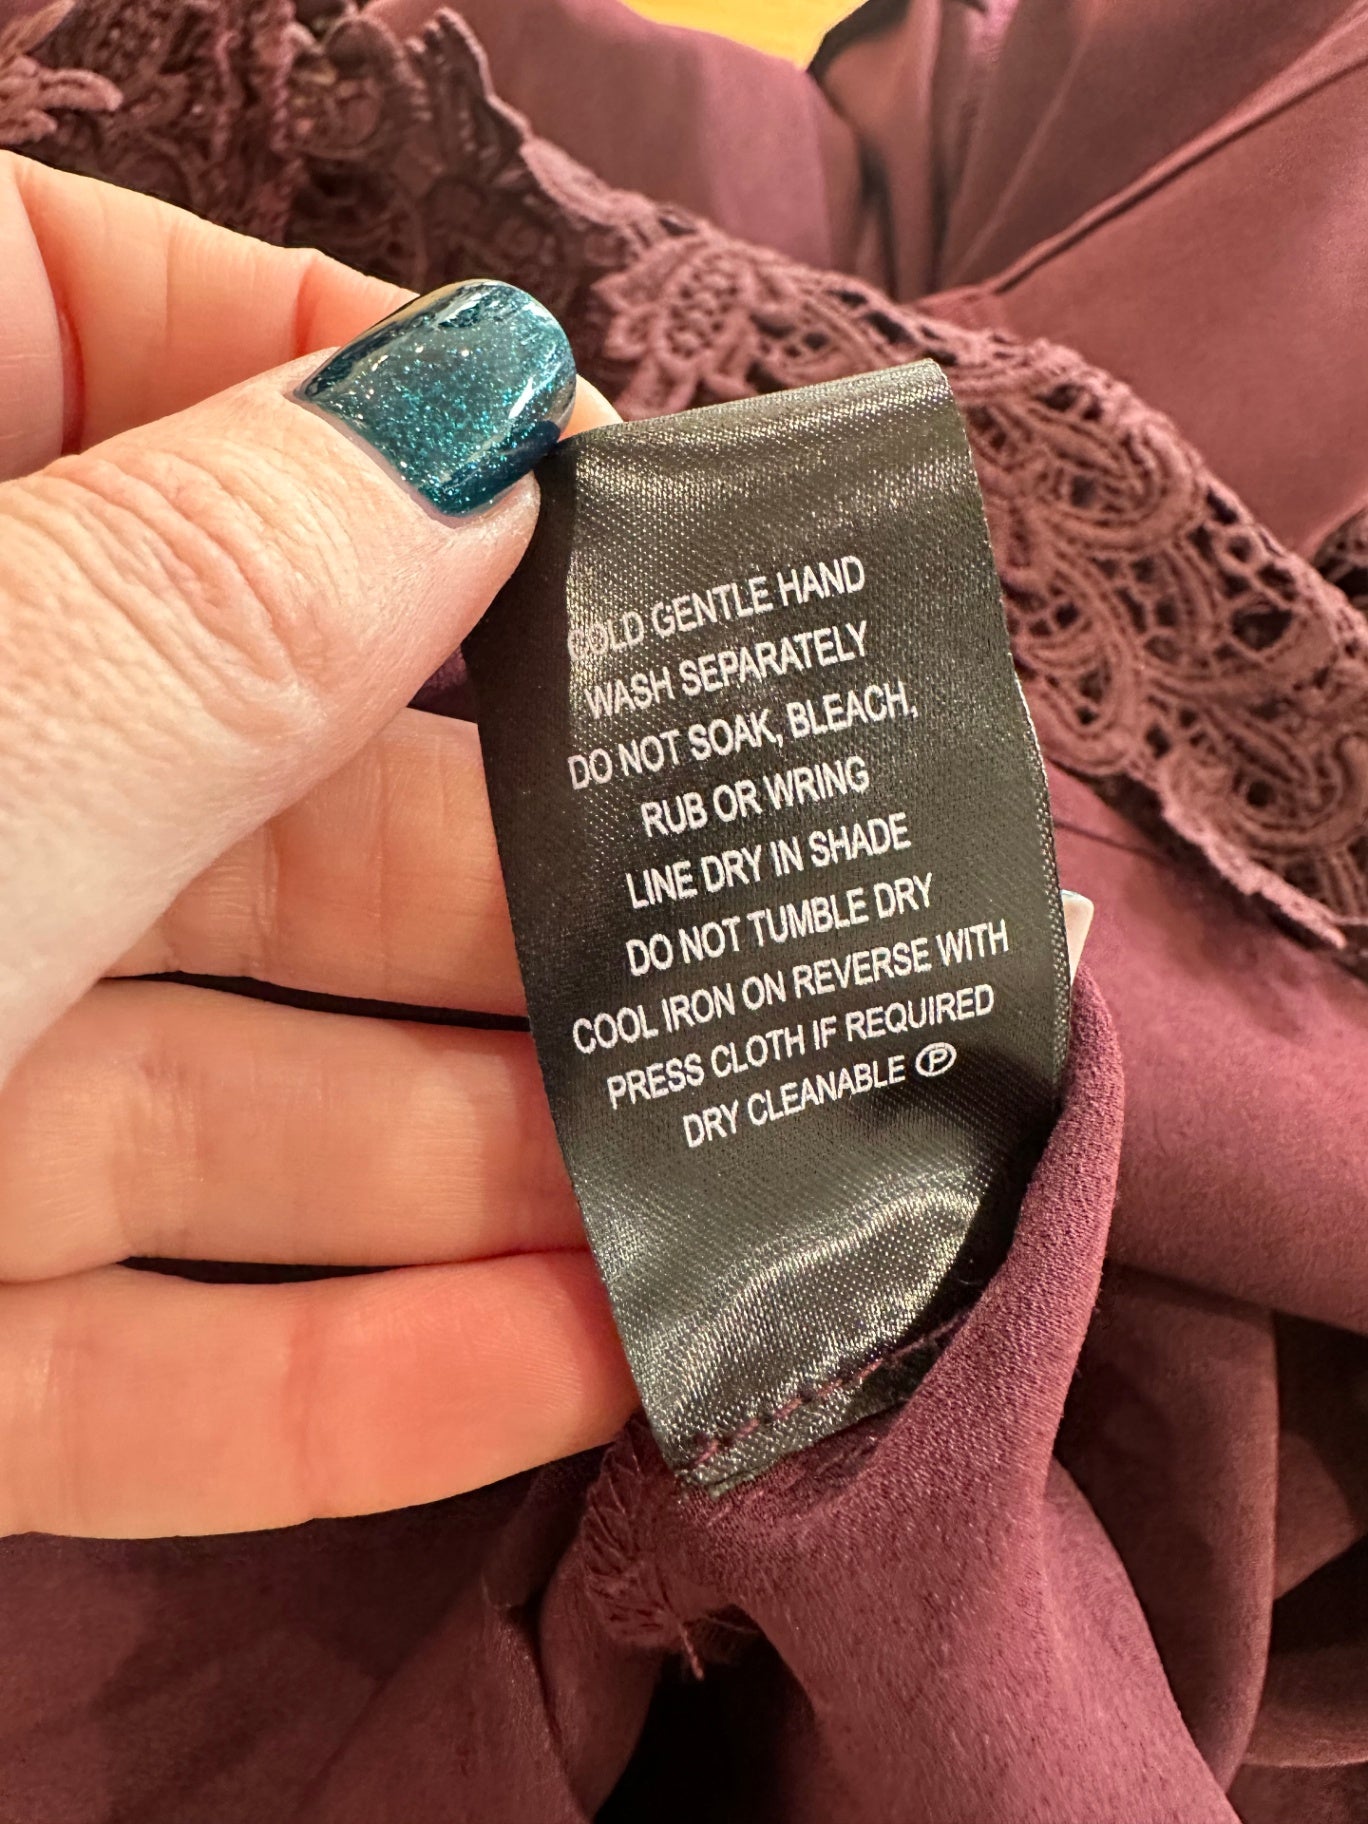 COLD GENTLE HAND
WASH SEPARATELY
DO NOT SOAK, BLEACH,
RUB OR WRING
LINE DRY IN SHADE
DO NOT TUMBLE DRY
COOL IRON ON REVERSE WITH
PRESS CLOTH IF REQUIRED
DRY CLEANABLE Ⓟ